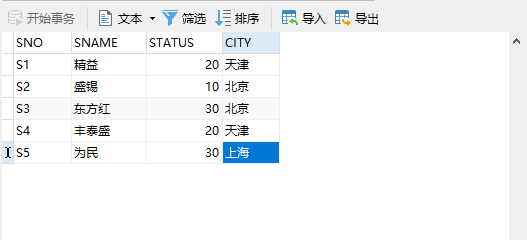 开始事务 文本 筛选 排序 导入 导出
SNO SNAME STATUS CITY
S1 精益 20 天津
S2 盛锡 10 北京
S3 东方红 30 北京
S4 丰泰盛 20 天津
S5 为民 30 上海